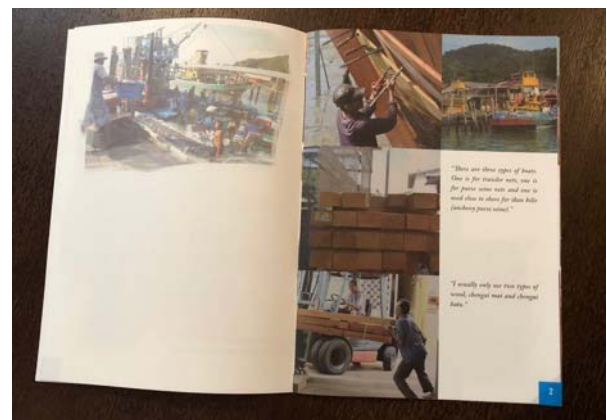 "There are three types of boats.
One is for trawler nets, one is
for purse seine nets and one is
used close to shore for ikan bilis
(anchovy purse seine)."
"I usually only use two types of
wood, chengai mat and chengai
batu."
2